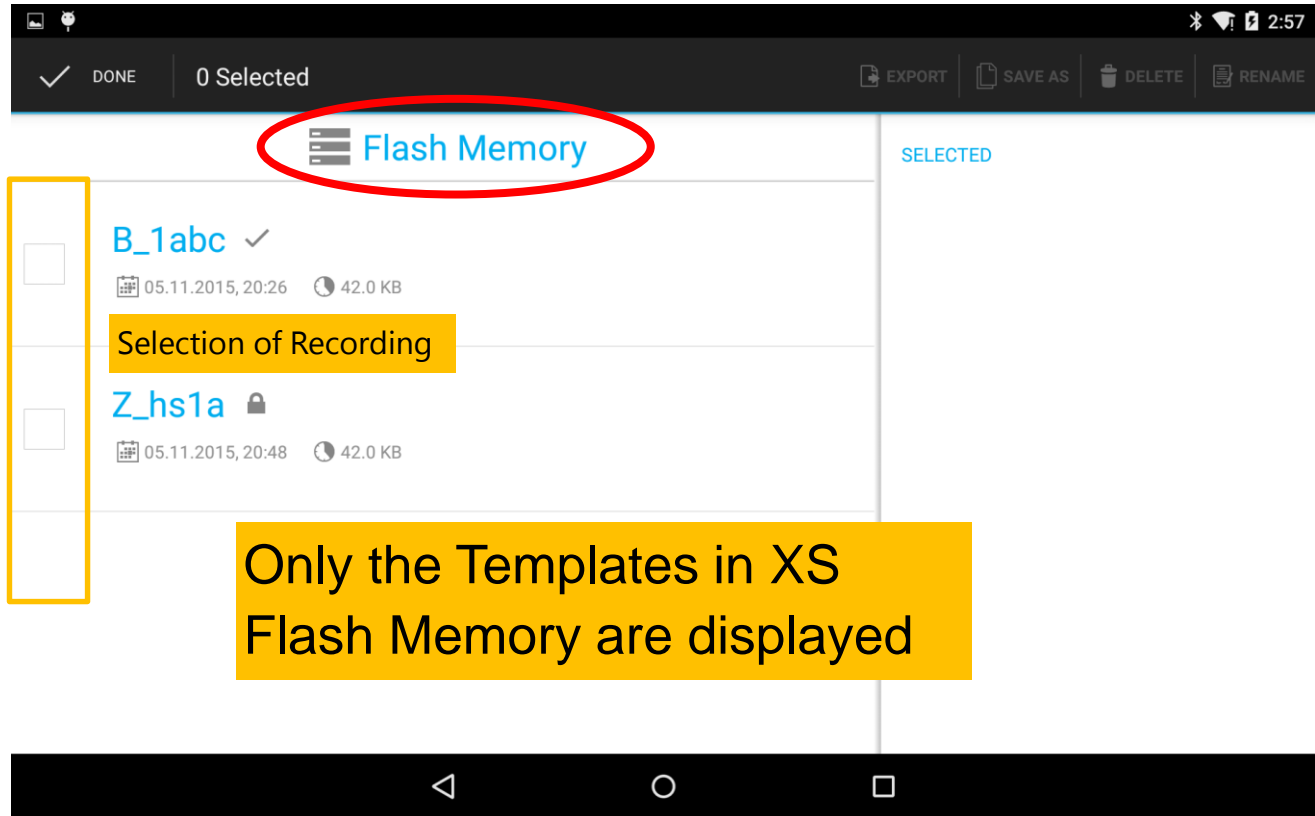 2:57
DONE 0 Selected EXPORT SAVE AS DELETE RENAME
Flash Memory
SELECTED
B_1abc
05.11.2015, 20:26 42.0 KB
Selection of Recording
Z_hs1a
05.11.2015, 20:48 42.0 KB
Only the Templates in XS
Flash Memory are displayed